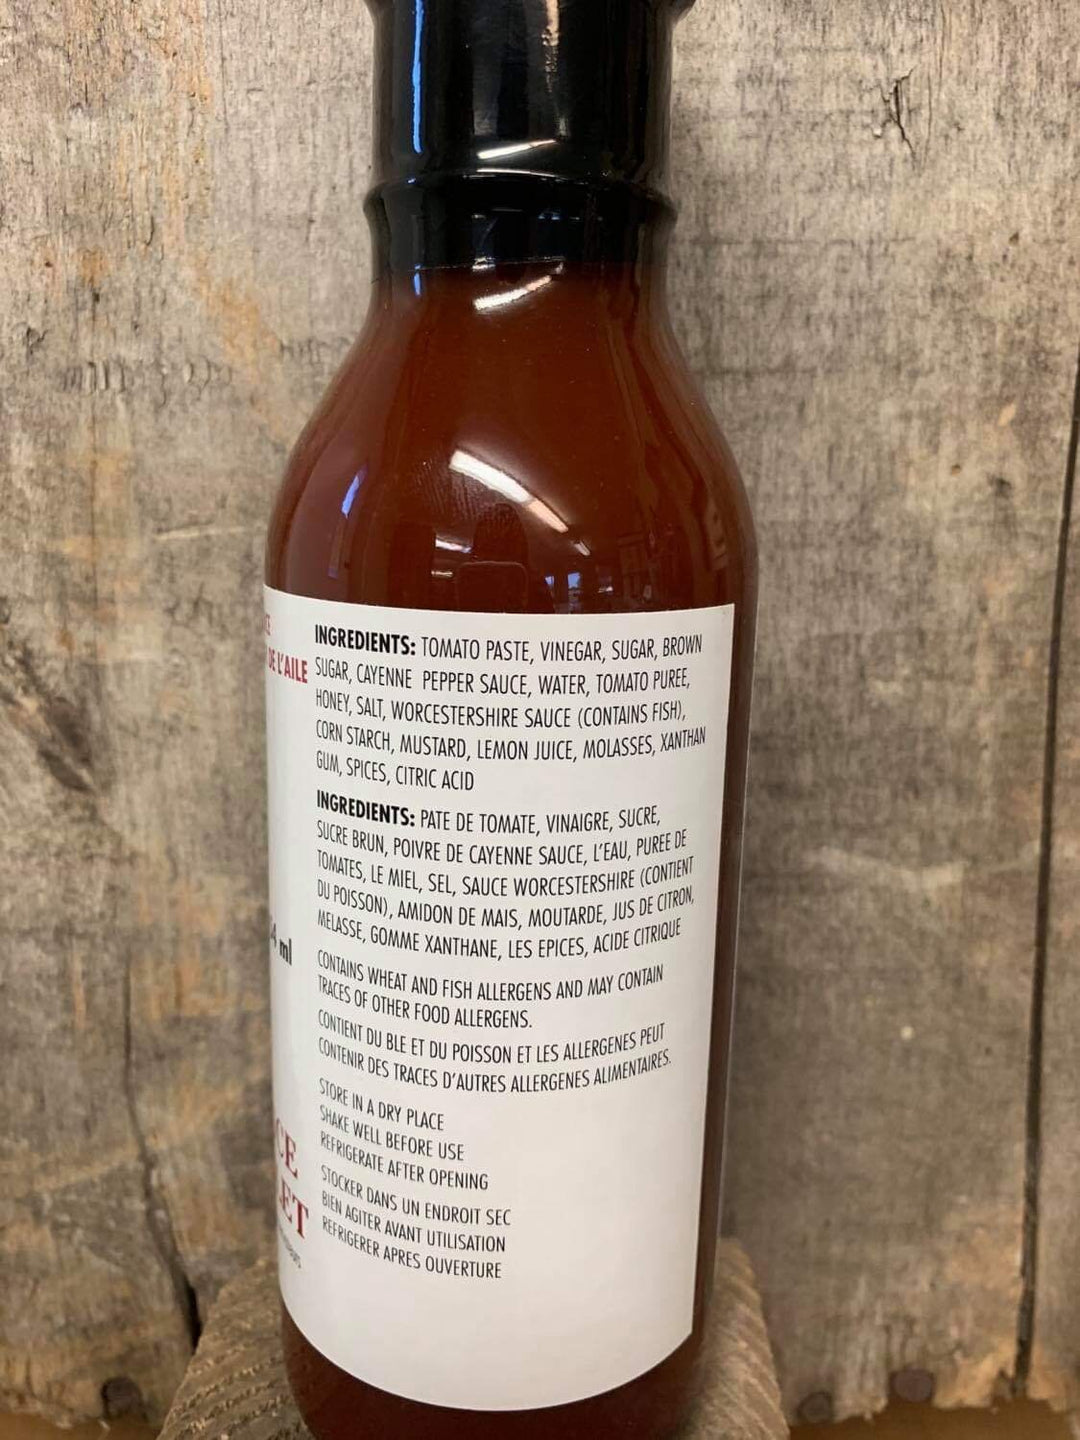 CE
DE L'AILE
INGREDIENTS: TOMATO PASTE, VINEGAR, SUGAR, BROWN
SUGAR, CAYENNE PEPPER SAUCE, WATER, TOMATO PUREE,
HONEY, SALT, WORCESTERSHIRE SAUCE (CONTAINS FISH),
CORN STARCH, MUSTARD, LEMON JUICE, MOLASSES, XANTHAN
GUM, SPICES, CITRIC ACID
INGREDIENTS: PATE DE TOMATE, VINAIGRE, SUCRE,
SUCRE BRUN, POIVRE DE CAYENNE SAUCE, L'EAU, PUREE DE
TOMATES, LE MIEL, SEL, SAUCE WORCESTERSHIRE (CONTIENT
DU POISSON), AMIDON DE MAIS, MOUTARDE, JUS DE CITRON,
MELASSE, GOMME XANTHANE, LES EPICES, ACIDE CITRIQUE
4 ml
CONTAINS WHEAT AND FISH ALLERGENS AND MAY CONTAIN
TRACES OF OTHER FOOD ALLERGENS.
CONTIENT DU BLE ET DU POISSON ET LES ALLERGENES PEUT
CONTENIR DES TRACES D'AUTRES ALLERGENES ALIMENTAIRES.
STORE IN A DRY PLACE
SHAKE WELL BEFORE USE
REFRIGERATE AFTER OPENING
CE
LET
STOCKER DANS UN ENDROIT SEC
BIEN AGITER AVANT UTILISATION
REFRIGERER APRES OUVERTURE